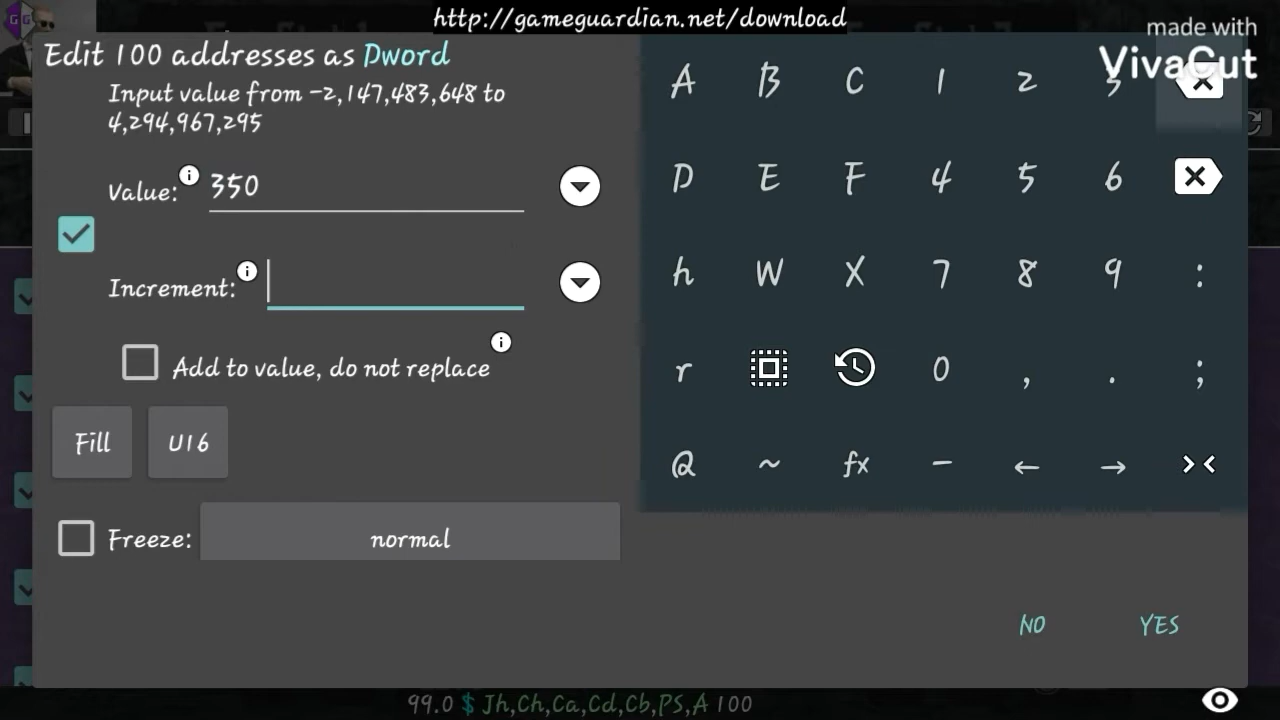 http://gameguardian.net/download
made with
VivaCut
Edit 100 addresses as Dword
Input value from -2,147,483,648 to
4,294,967,295
Value: 350
Increment:
Add to value, do not replace
Fill U16
Freeze: normal
A B C 1 2 3
D E F 4 5 6
h W X 7 8 9 :
r 0 , . ;
Q ~ fx - ← → ><
NO YES
99.0 $ Jh,Ch,Ca,Cd,Cb,PS,A 100